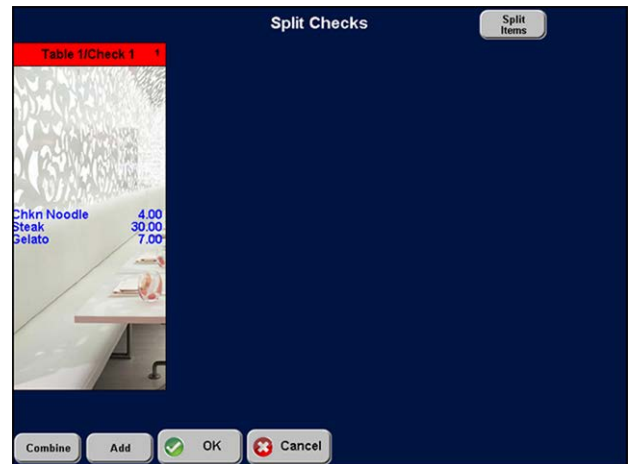 Split Checks
Split
Items
Table 1/Check 1 1
Chkn Noodle 4.00
Steak 30.00
Gelato 7.00
Combine
Add
OK
Cancel